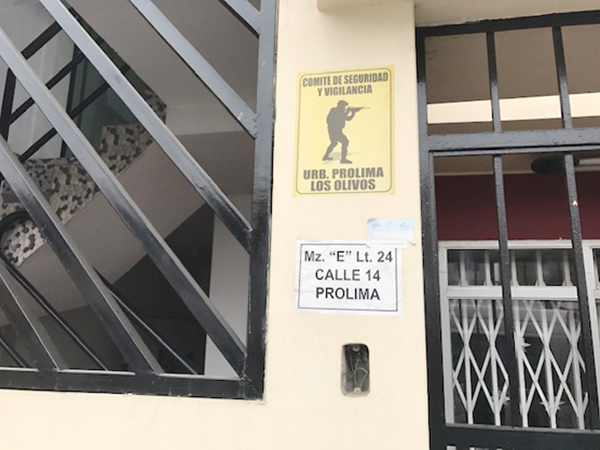 COMITE DE SEGURIDAD
Y VIGILANCIA
URB. PROLIMA
LOS OLIVOS
Mz. "E" Lt. 24
CALLE 14
PROLIMA